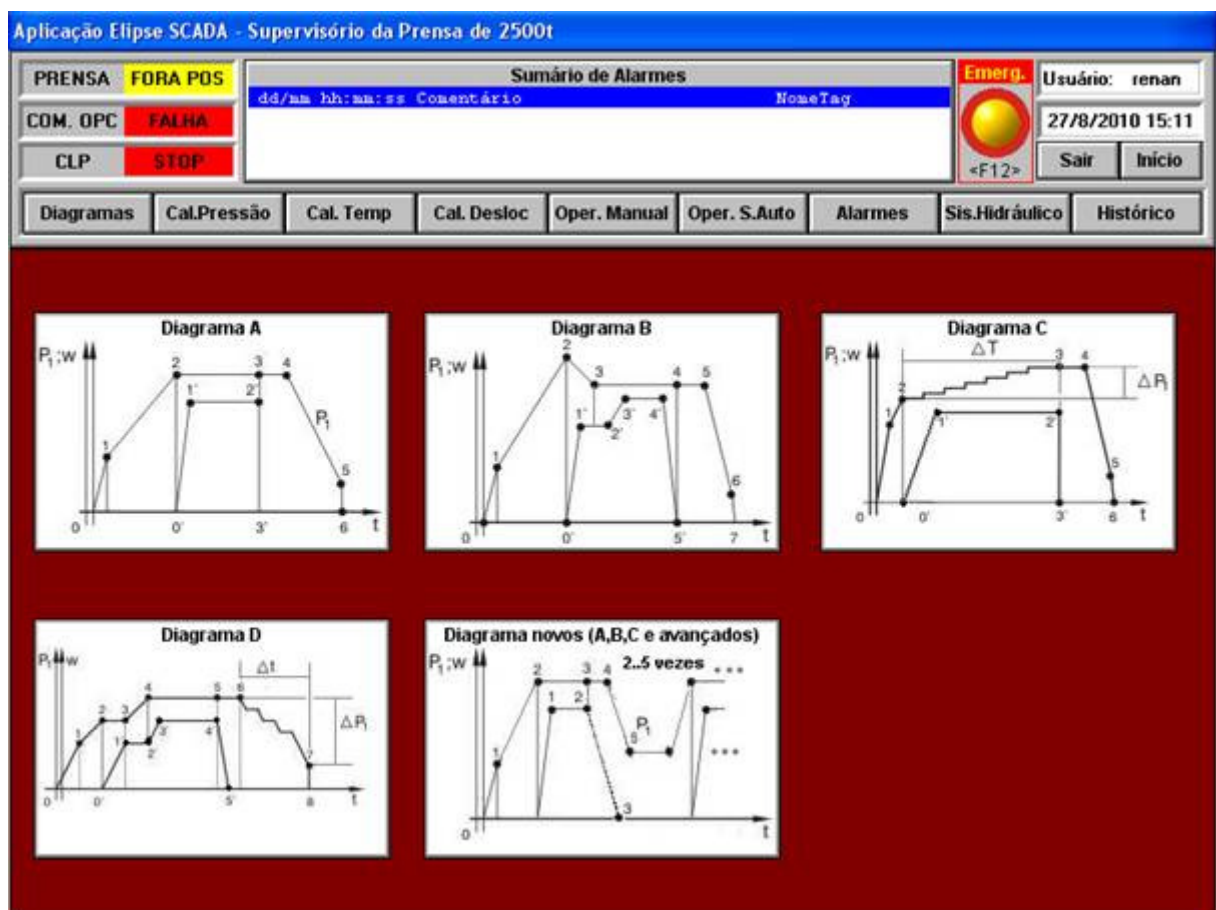 Aplicação Elipse SCADA - Supervisório da Prensa de 2500t
PRENSA FORA POS
COM. OPC FALHA
CLP STOP
Sumário de Alarmes
dd/mm hh:mm:ss Comentário NomeTag
Emerg.
<F12>
Usuário: renan
27/8/2010 15:11
Sair Início
Diagramas Cal.Pressão Cal. Temp Cal. Desloc Oper. Manual Oper. S.Auto Alarmes Sis.Hidráulico Histórico
Diagrama A
P₁;w
2 3 4
1' 2'
P₁
1
5
0 0' 3' 6 t
Diagrama B
P₁;w
2
3 4 5
1' 3' 4'
2'
1
6
0 0' 5' 7 t
Diagrama C
P₁;w
△T
3 4
△P₁
2
1 1' 2'
5
0 0' 3' 6 t
Diagrama D
P₁ w
△t
4 5 6
2 3
△P₁
1 1' 3' 4'
2'
7
0 0' 5' 8 t
Diagrama novos (A,B,C e avançados)
P₁;w
2..5 vezes
2 3 4
1 2
P₁
5
1
3
0 t